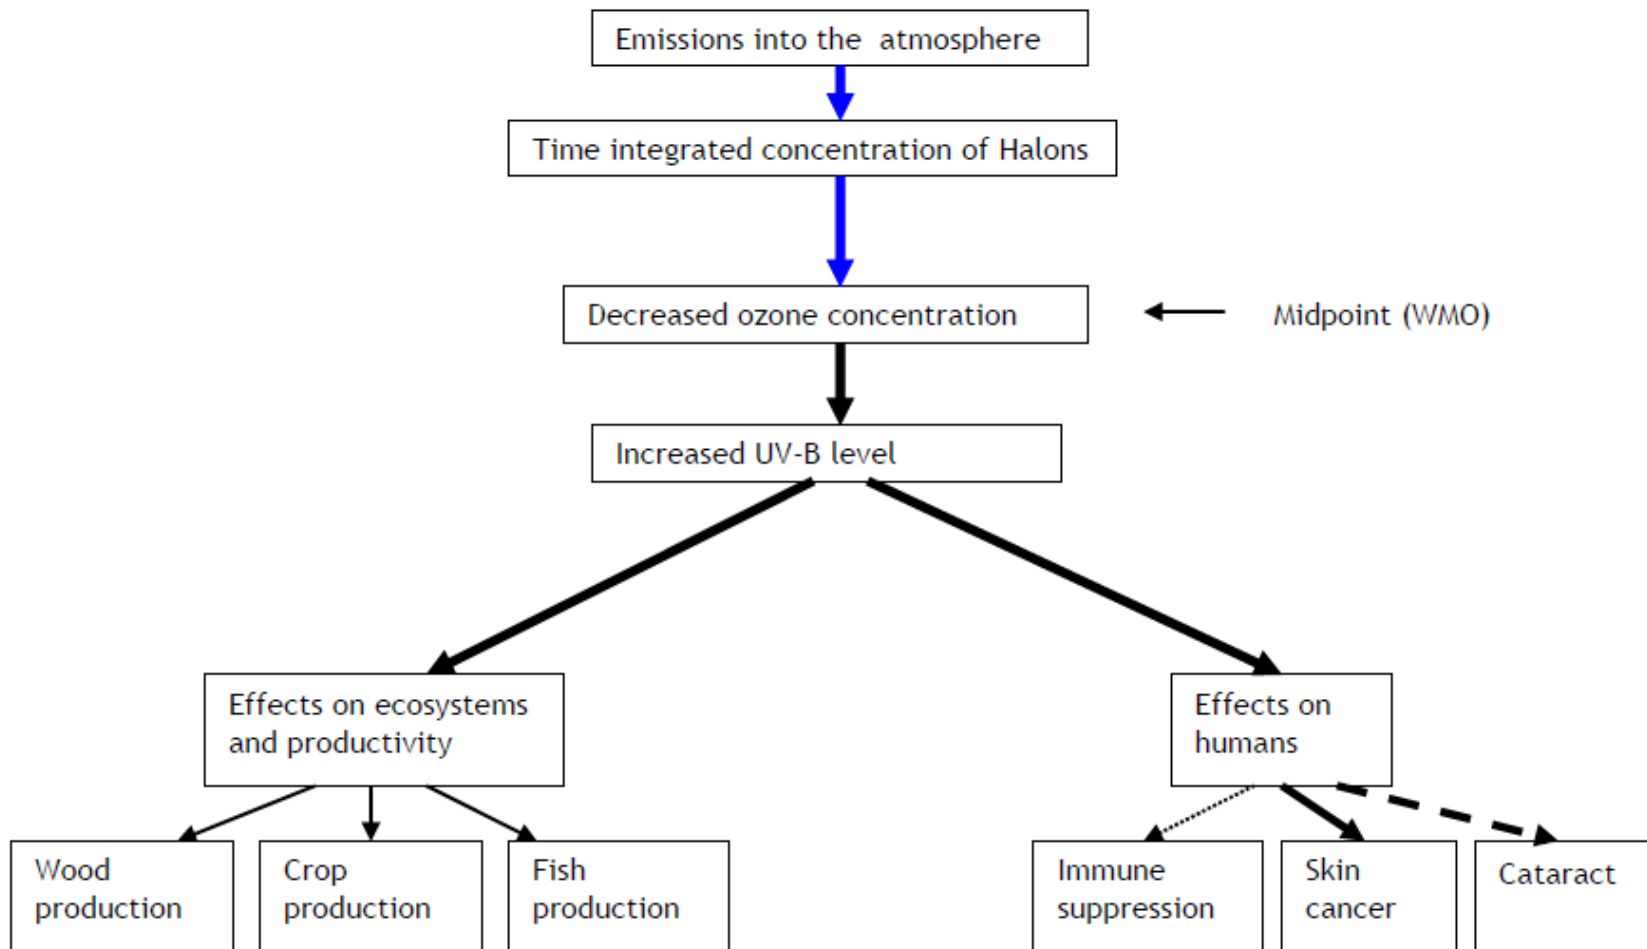 Emissions into the atmosphere
Time integrated concentration of Halons
Decreased ozone concentration
Midpoint (WMO)
Increased UV-B level
Effects on ecosystems
and productivity
Effects on
humans
Wood
production
Crop
production
Fish
production
Immune
suppression
Skin
cancer
Cataract